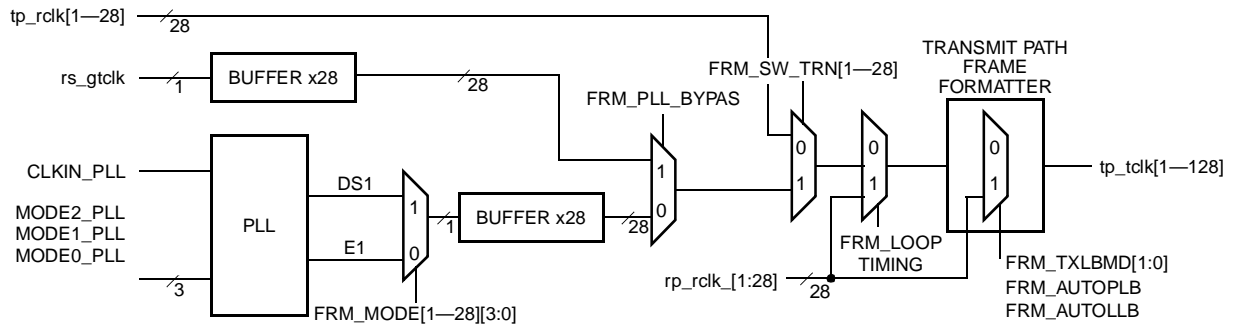 tp_rclk[1—28]
28
rs_gtclk
1
BUFFER x28
28
FRM_PLL_BYPAS
FRM_SW_TRN[1—28]
TRANSMIT PATH
FRAME
FORMATTER
CLKIN_PLL
MODE2_PLL
MODE1_PLL
MODE0_PLL
3
PLL
DS1
E1
1
0
FRM_MODE[1—28][3:0]
1
BUFFER x28
28
1
0
0
1
0
1
FRM_LOOP
TIMING
0
1
tp_tclk[1—128]
rp_rclk_[1:28]
28
FRM_TXLBMD[1:0]
FRM_AUTOPLB
FRM_AUTOLLB